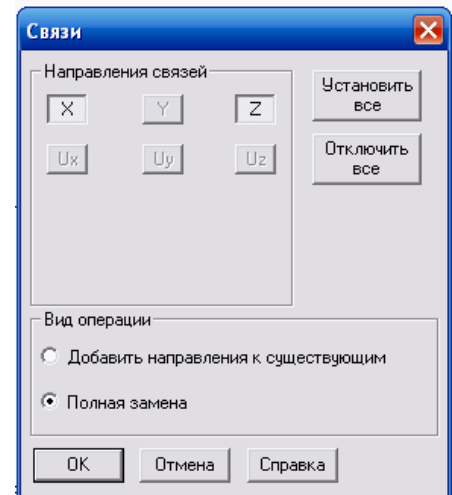 Связи
Направления связей
X Y Z
Ux Uy Uz
Установить
все
Отключить
все
Вид операции
Добавить направления к существующим
Полная замена
OK Отмена Справка